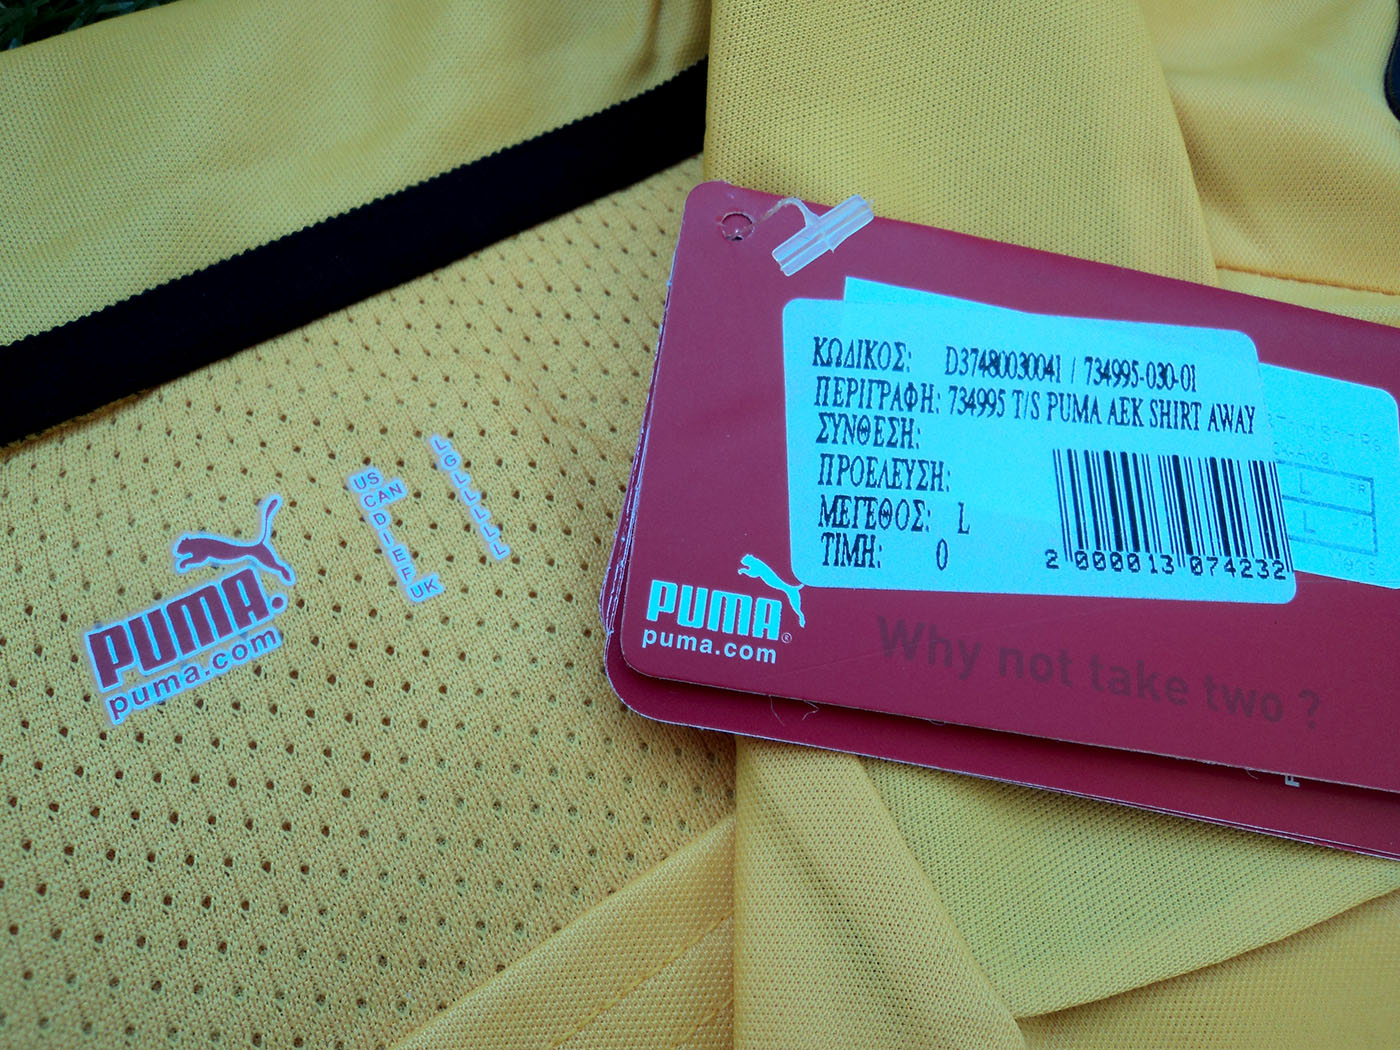 PUMA
puma.com
US
CAN
D
I
E
F
UK
L
G
L
L
L
L
L
ΚΩΔΙΚΟΣ: D37480030041 / 734995-030-01
ΠΕΡΙΓΡΑΦΗ: 734995 T/S PUMA AEK SHIRT AWAY
ΣΥΝΘΕΣΗ:
ΠΡΟΕΛΕΥΣΗ:
ΜΕΓΕΘΟΣ: L
ΤΙΜΗ: 0
2 000013 074232
L FR
L
PUMA®
puma.com
Why not take two ?